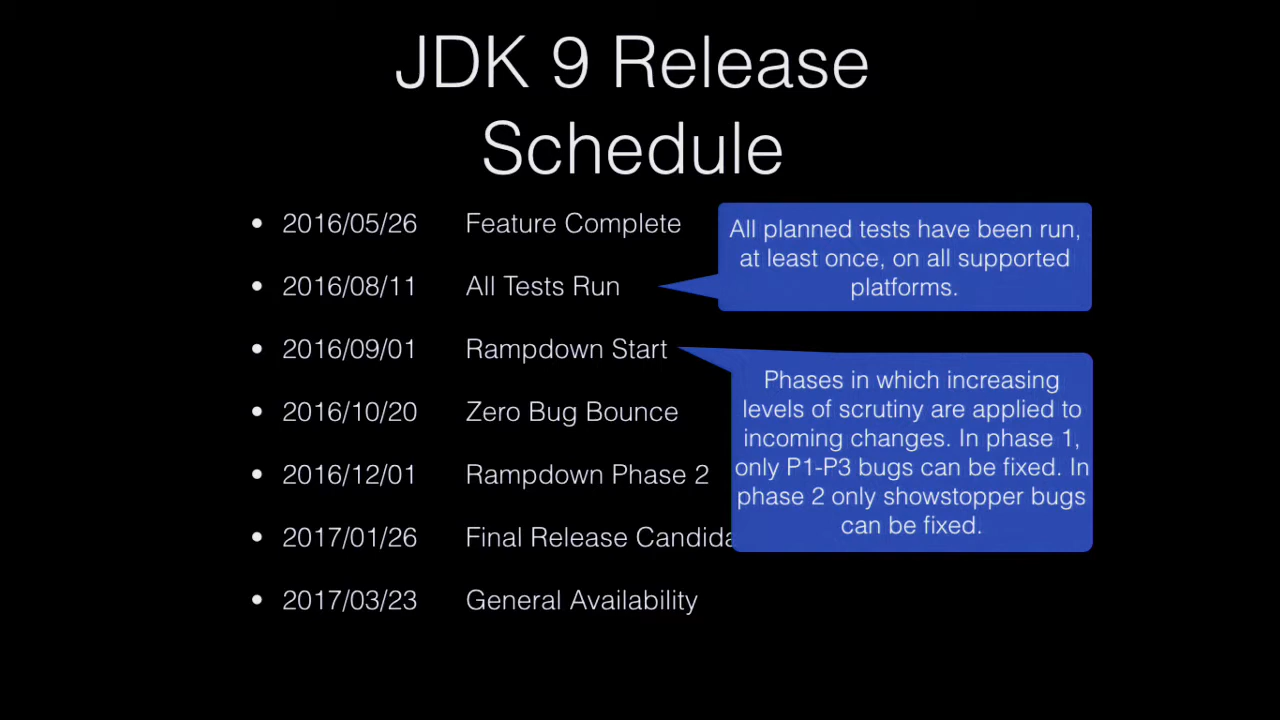 JDK 9 Release
Schedule
• 2016/05/26 Feature Complete
• 2016/08/11 All Tests Run
• 2016/09/01 Rampdown Start
• 2016/10/20 Zero Bug Bounce
• 2016/12/01 Rampdown Phase 2
• 2017/01/26 Final Release Candida
• 2017/03/23 General Availability
All planned tests have been run,
at least once, on all supported
platforms.
Phases in which increasing
levels of scrutiny are applied to
incoming changes. In phase 1,
only P1-P3 bugs can be fixed. In
phase 2 only showstopper bugs
can be fixed.